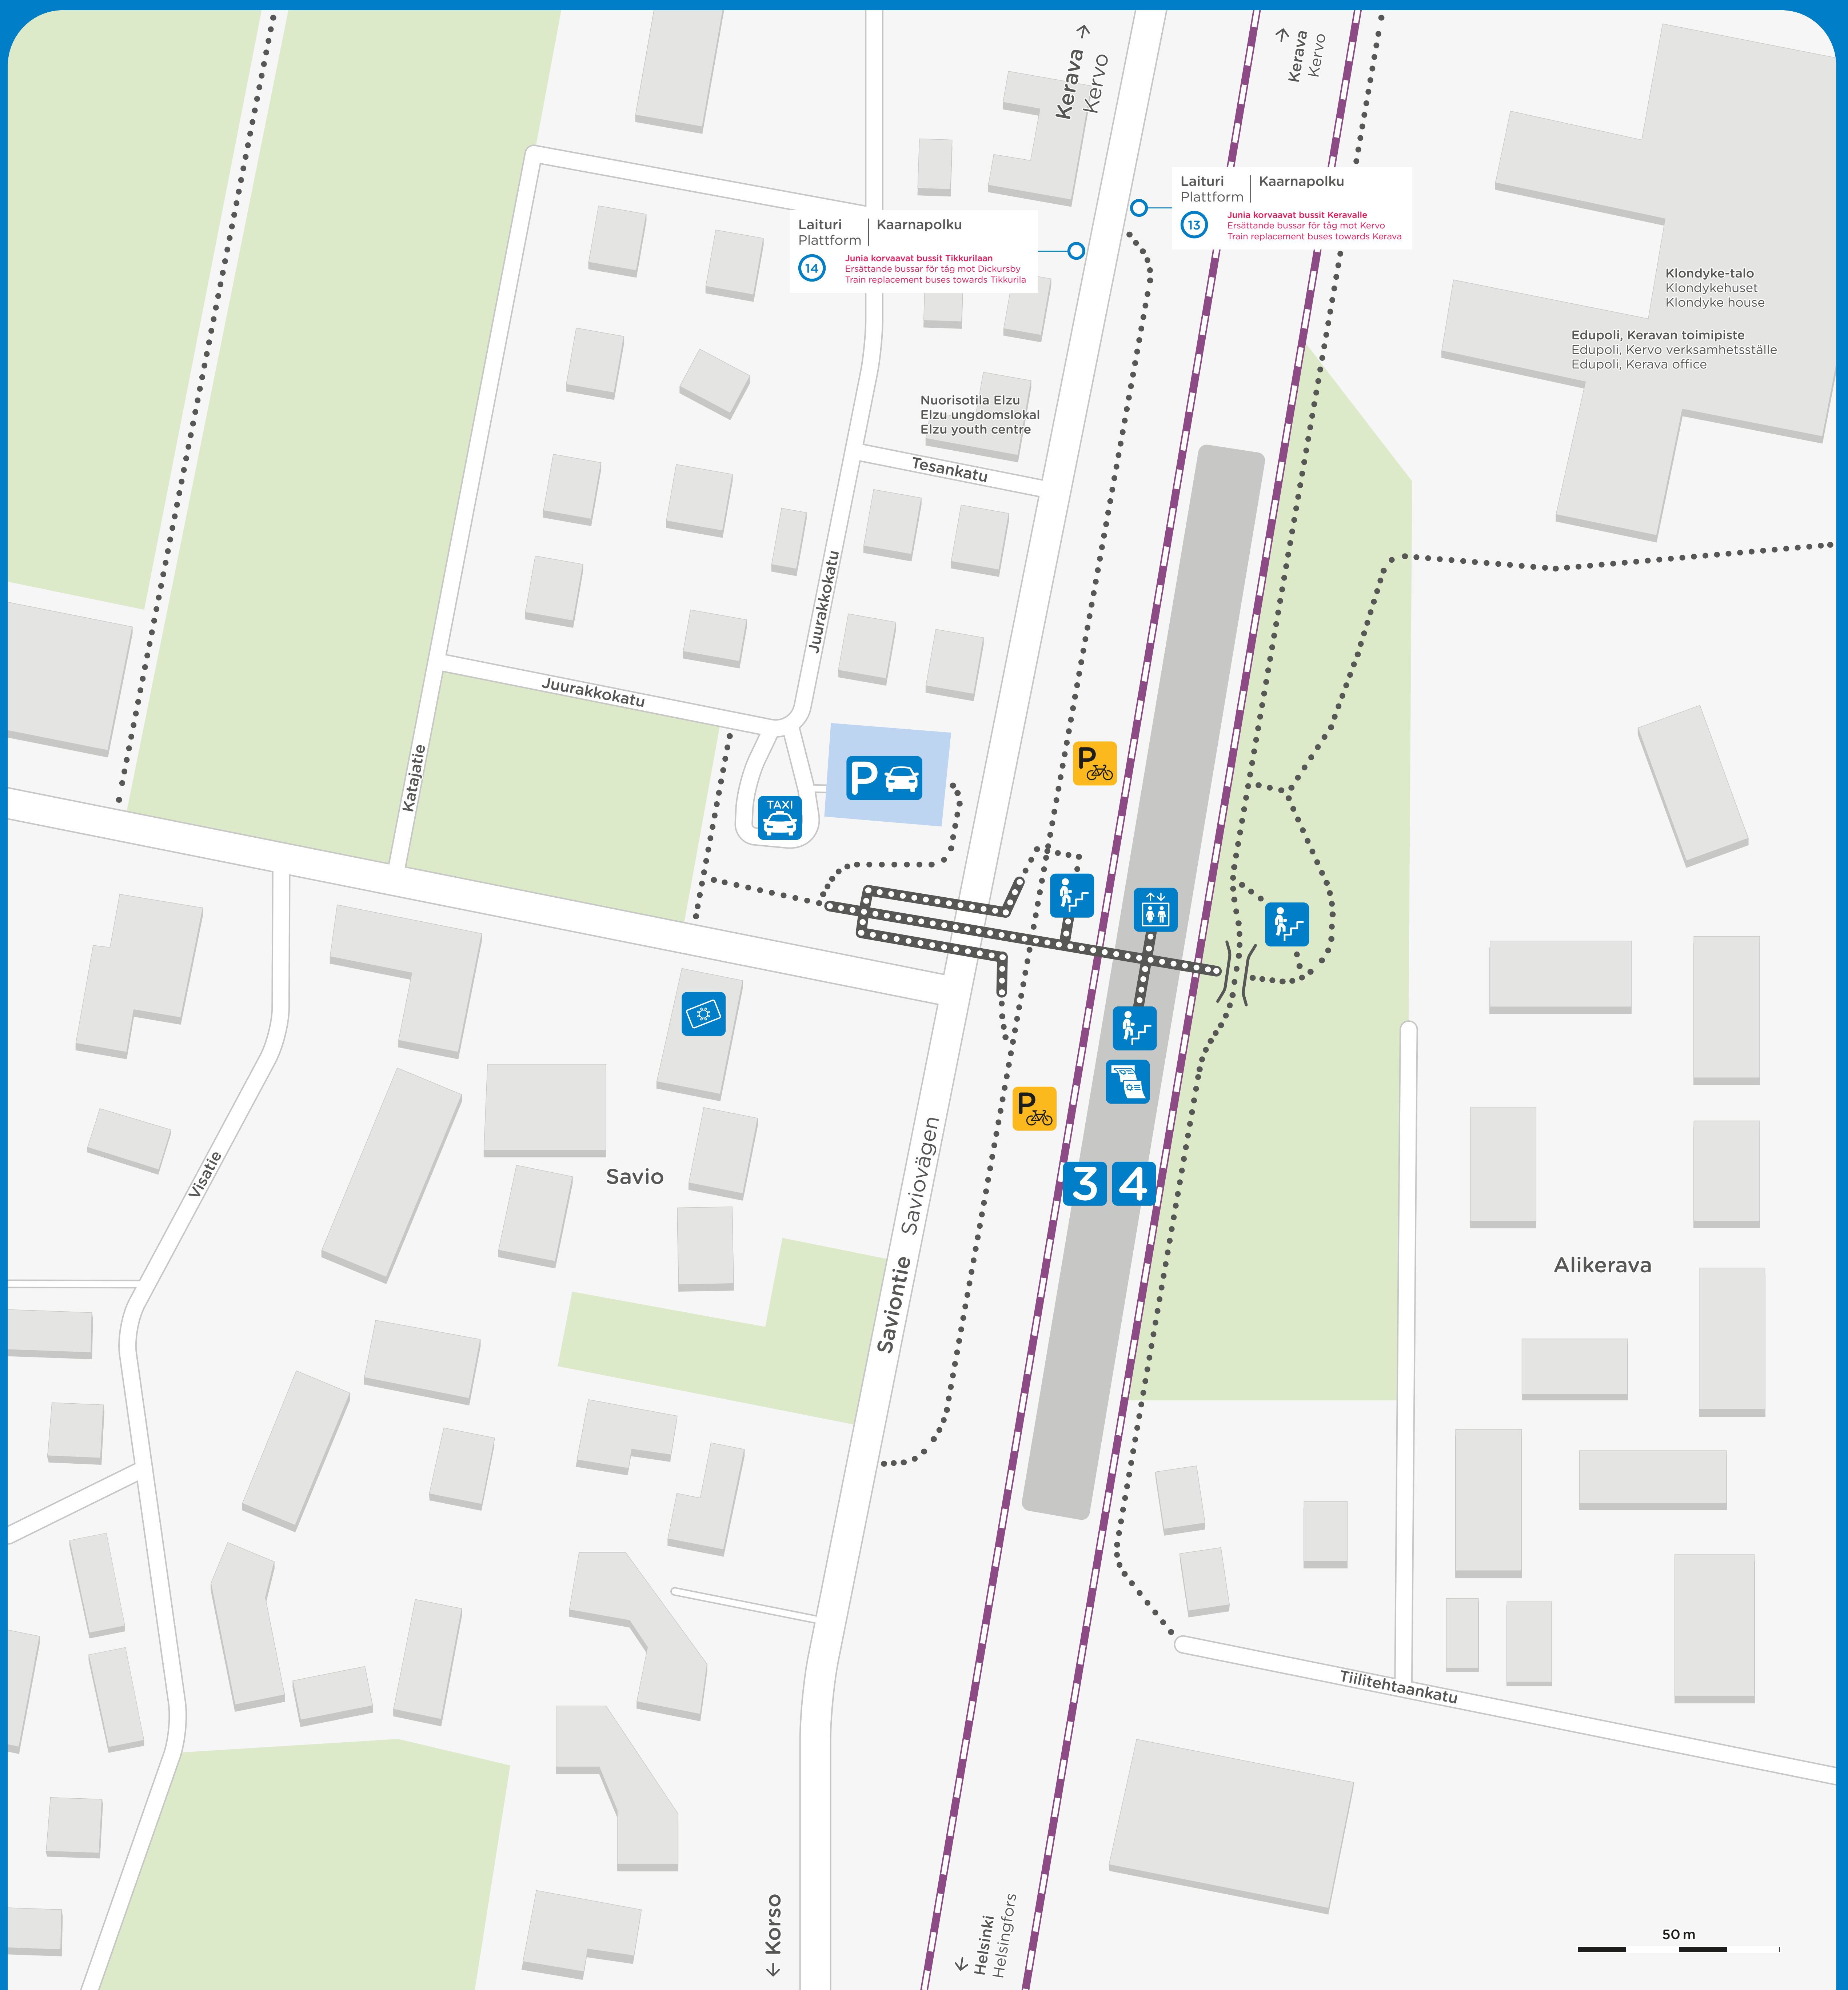 Kerava →
Kervo
→
Kerava
Kervo
Laituri
Plattform
Kaarnapolku
13
Junia korvaavat bussit Keravalle
Ersättande bussar för tåg mot Kervo
Train replacement buses towards Kerava
Laituri
Plattform
Kaarnapolku
14
Junia korvaavat bussit Tikkurilaan
Ersättande bussar för tåg mot Dickursby
Train replacement buses towards Tikkurila
Klondyke-talo
Klondykehuset
Klondyke house
Edupoli, Keravan toimipiste
Edupoli, Kervo verksamhetsställe
Edupoli, Kerava office
Nuorisotila Elzu
Elzu ungdomslokal
Elzu youth centre
Tesankatu
Juurakkokatu
Juurakkokatu
Katajatie
P
P
TAXI
P
Visatie
Savio
Saviontie Saviovägen
3 4
Alikerava
Tiilitehtaankatu
← Korso
← Helsinki
Helsingfors
50 m